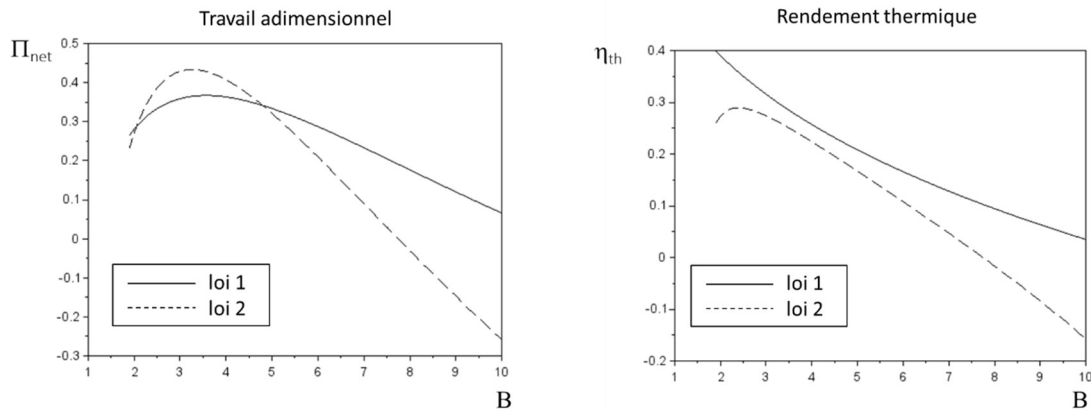 Travail adimensionnel
Π_net
0.5
0.4
0.3
0.2
0.1
0
-0.1
-0.2
-0.3
loi 1
loi 2
1 2 3 4 5 6 7 8 9 10
B
Rendement thermique
η_th
0.4
0.3
0.2
0.1
0
-0.1
-0.2
loi 1
loi 2
1 2 3 4 5 6 7 8 9 10
B